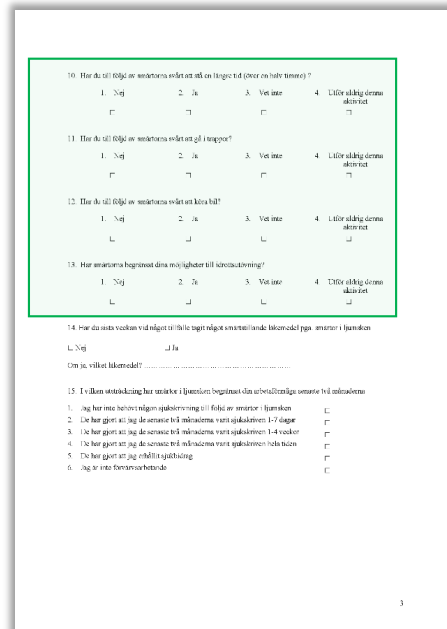 10. Har du till följd av smärtorna svårt att stå en längre tid (över en halv timme) ?
1. Nej 2. Ja 3. Vet inte 4. Utför aldrig denna
aktivitet
11. Har du till följd av smärtorna svårt att gå i trappor?
1. Nej 2. Ja 3. Vet inte 4. Utför aldrig denna
aktivitet
12. Har du till följd av smärtorna svårt att köra bil?
1. Nej 2. Ja 3. Vet inte 4. Utför aldrig denna
aktivitet
13. Har smärtorna begränsat dina möjligheter till idrottsutövning?
1. Nej 2. Ja 3. Vet inte 4. Utför aldrig denna
aktivitet
14. Har du sista veckan vid något tillfälle tagit något smärtstillande läkemedel pga. smärtor i ljumsken
Nej Ja
Om ja, vilket läkemedel? ……………………………………………
15. I vilken utsträckning har smärtor i ljumsken begränsat din arbetsförmåga senaste två månaderna
1. Jag har inte behövt någon sjukskrivning till följd av smärtor i ljumsken
2. De har gjort att jag de senaste två månaderna varit sjukskriven 1-7 dagar
3. De har gjort att jag de senaste två månaderna varit sjukskriven 1-4 veckor
4. De har gjort att jag de senaste två månaderna varit sjukskriven hela tiden
5. De har gjort att jag erhållit sjukbidrag
6. Jag är inte förvärvsarbetande
3